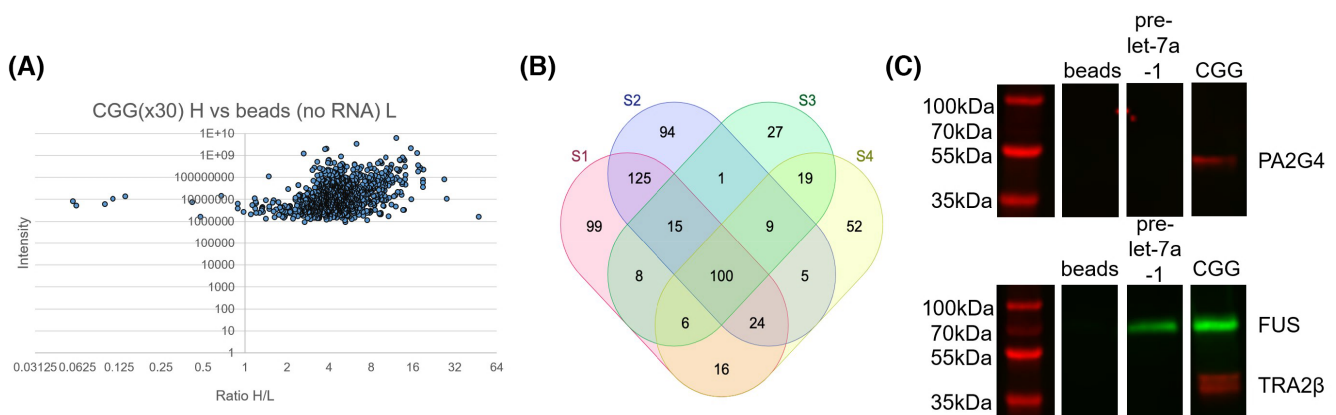 (A)
CGG(x30) H vs beads (no RNA) L
1E+10
1E+09
100000000
10000000
1000000
100000
10000
1000
100
10
1
Intensity
0.03125 0.0625 0.125 0.25 0.5 1 2 4 8 16 32 64
Ratio H/L
(B)
S2 S3
S1 S4
94 27
125 1 19
99 15 9 52
8 100 5
6 24
16
(C)
pre-
let-7a
beads -1 CGG
100kDa
70kDa
55kDa
35kDa
PA2G4
pre-
let-7a
beads -1 CGG
100kDa
70kDa
55kDa
35kDa
FUS
TRA2β